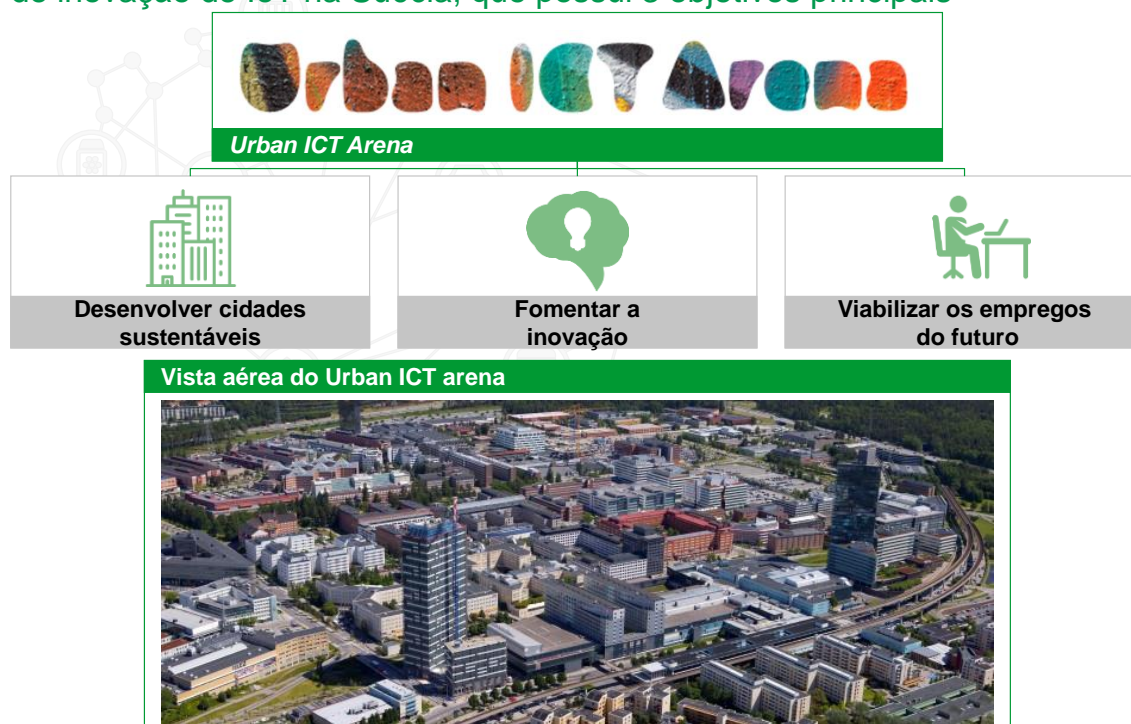 de inovação de IoT na Suécia, que possui 3 objetivos principais
Urban ICT Arena
Urban ICT Arena
Desenvolver cidades
sustentáveis
Fomentar a
inovação
Viabilizar os empregos
do futuro
Vista aérea do Urban ICT arena